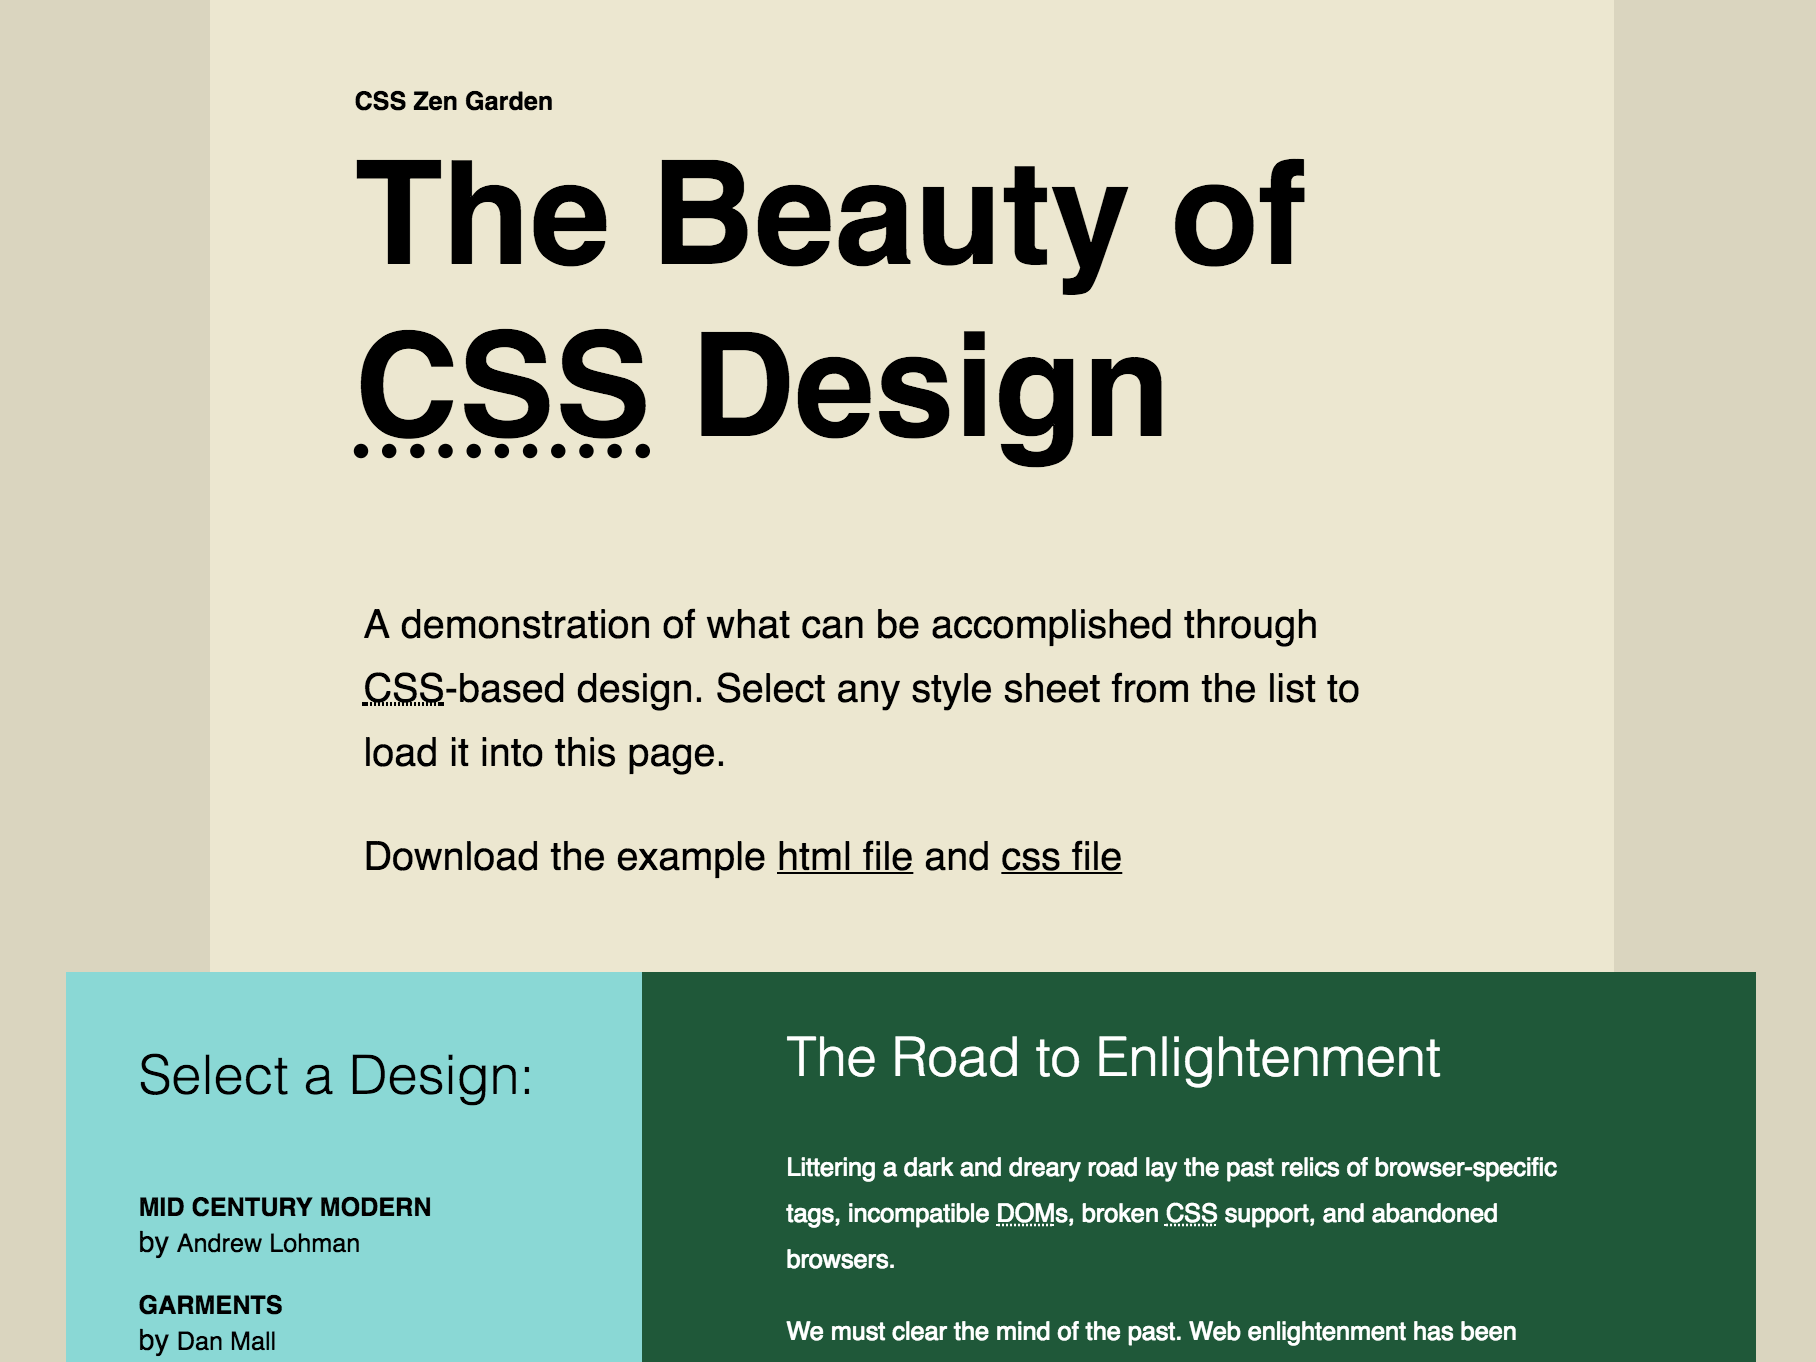 CSS Zen Garden
The Beauty of
CSS Design
A demonstration of what can be accomplished through
CSS-based design. Select any style sheet from the list to
load it into this page.
Download the example html file and css file
Select a Design:
MID CENTURY MODERN
by Andrew Lohman
GARMENTS
by Dan Mall
The Road to Enlightenment
Littering a dark and dreary road lay the past relics of browser-specific
tags, incompatible DOMs, broken CSS support, and abandoned
browsers.
We must clear the mind of the past. Web enlightenment has been